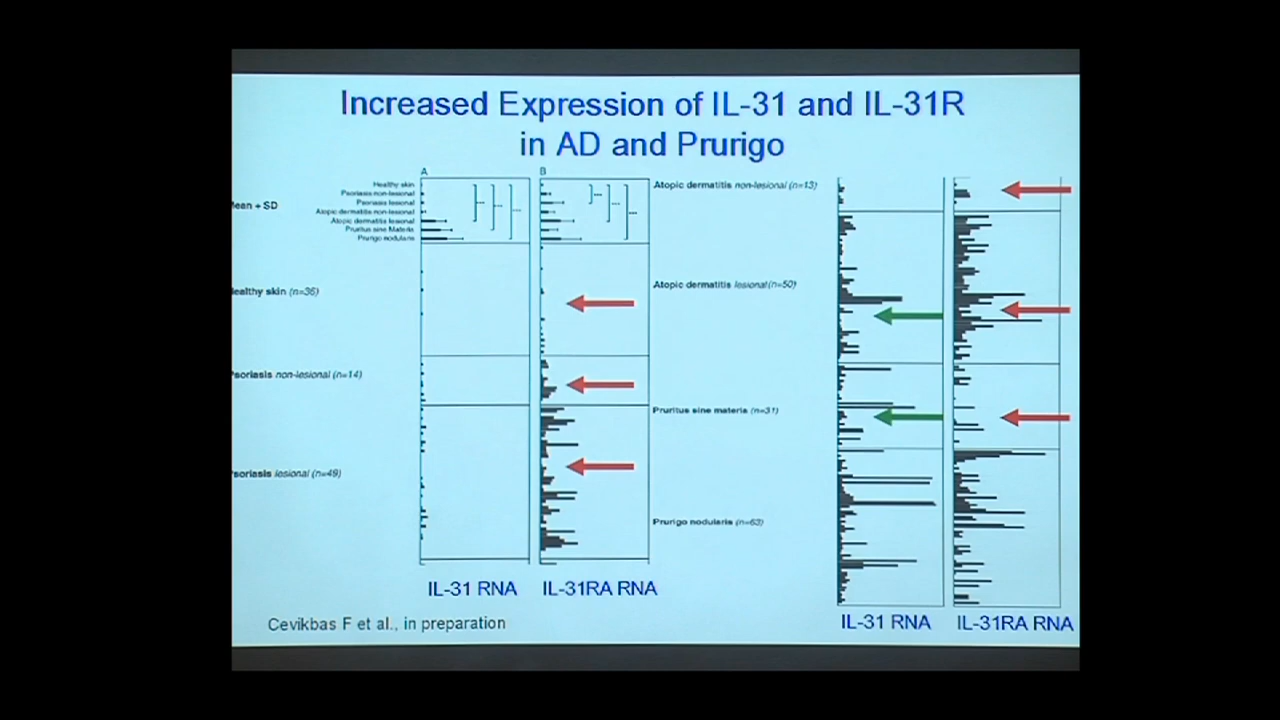 Increased Expression of IL-31 and IL-31R
in AD and Prurigo
A
B
Healthy skin
Psoriasis non-lesional
Psoriasis lesional
Atopic dermatitis non-lesional
Atopic dermatitis lesional
Pruritus sine Materia
Prurigo nodularis
ean + SD
ealthy skin (n=36)
soriasis non-lesional (n=14)
soriasis lesional (n=49)
IL-31 RNA
IL-31RA RNA
Atopic dermatitis non-lesional (n=13)
Atopic dermatitis lesional (n=50)
Pruritus sine materia (n=31)
Prurigo nodularis (n=63)
IL-31 RNA
IL-31RA RNA
Cevikbas F et al., in preparation